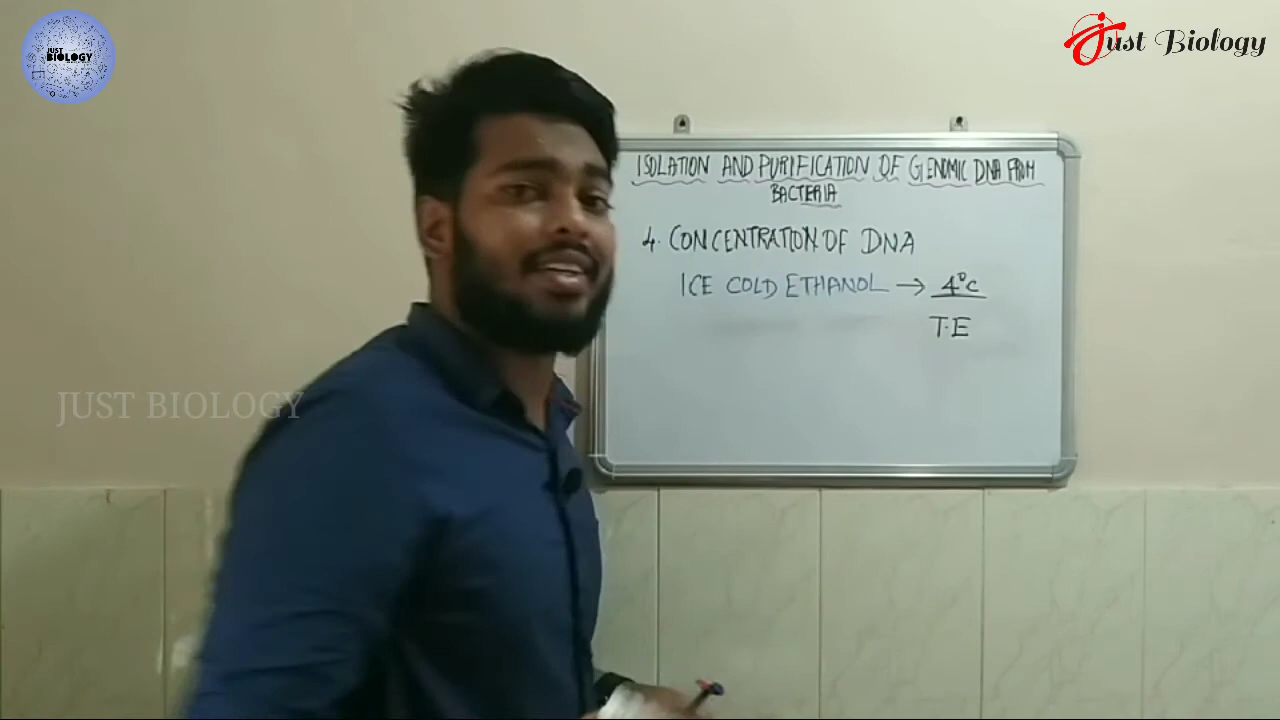 JUST
BIOLOGY
Just Biology
ISOLATION AND PURIFICATION OF GENOMIC DNA FROM
BACTERIA
4. CONCENTRATION OF DNA
ICE COLD ETHANOL → 4°C
T.E
JUST BIOLOGY